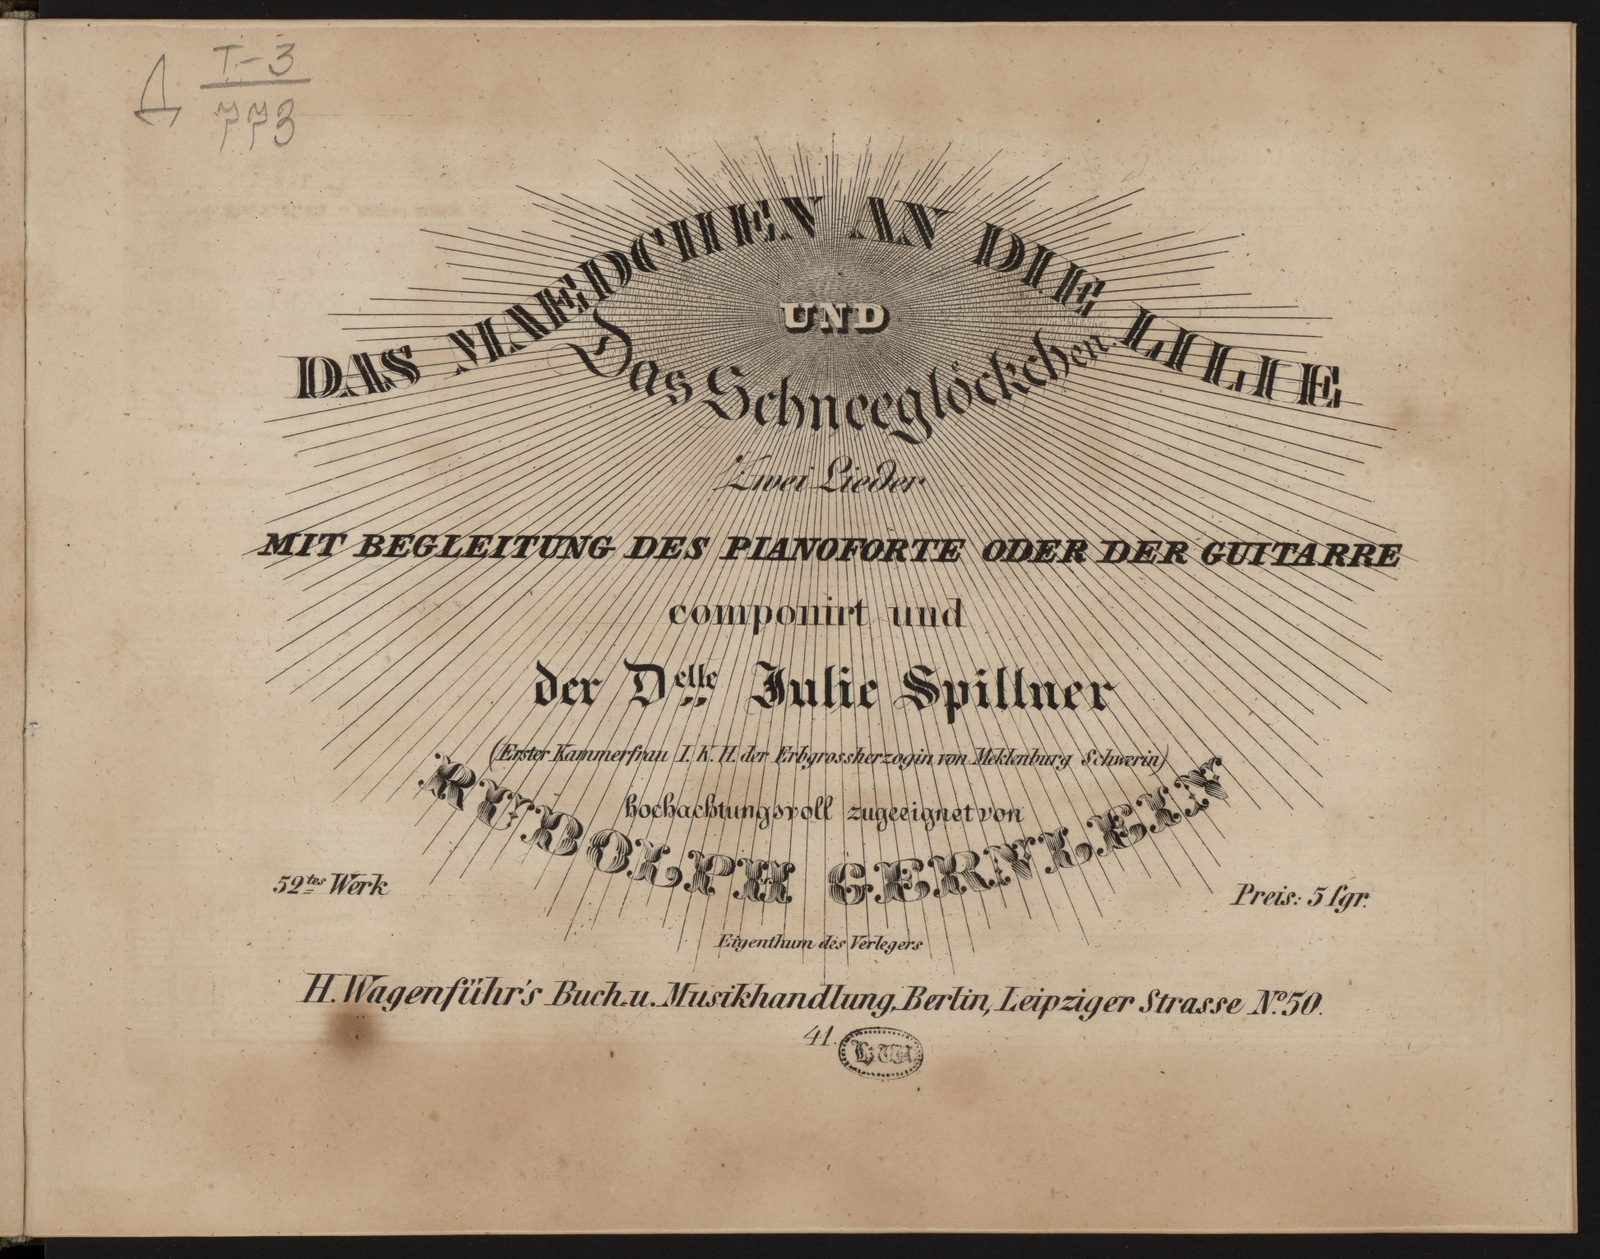 Д Т-3
773
DAS MAEDCHEN AN DIE LILIE
UND
Das Schneeglöckchen
Zwei Lieder
MIT BEGLEITUNG DES PIANOFORTE ODER DER GUITARRE
componirt und
der Delle Julie Spillner
(Erster Kammerfrau I. K. H. der Erbgrossherzogin von Meklenburg Schwerin)
hochachtungsvoll zugeeignet von
RUDOLPH GERNLEIN
52tes Werk
Preis: 5 sgr.
Eigenthum des Verlegers
H. Wagenführ's Buch u. Musikhandlung, Berlin, Leipziger Strasse No. 50.
41.
HW